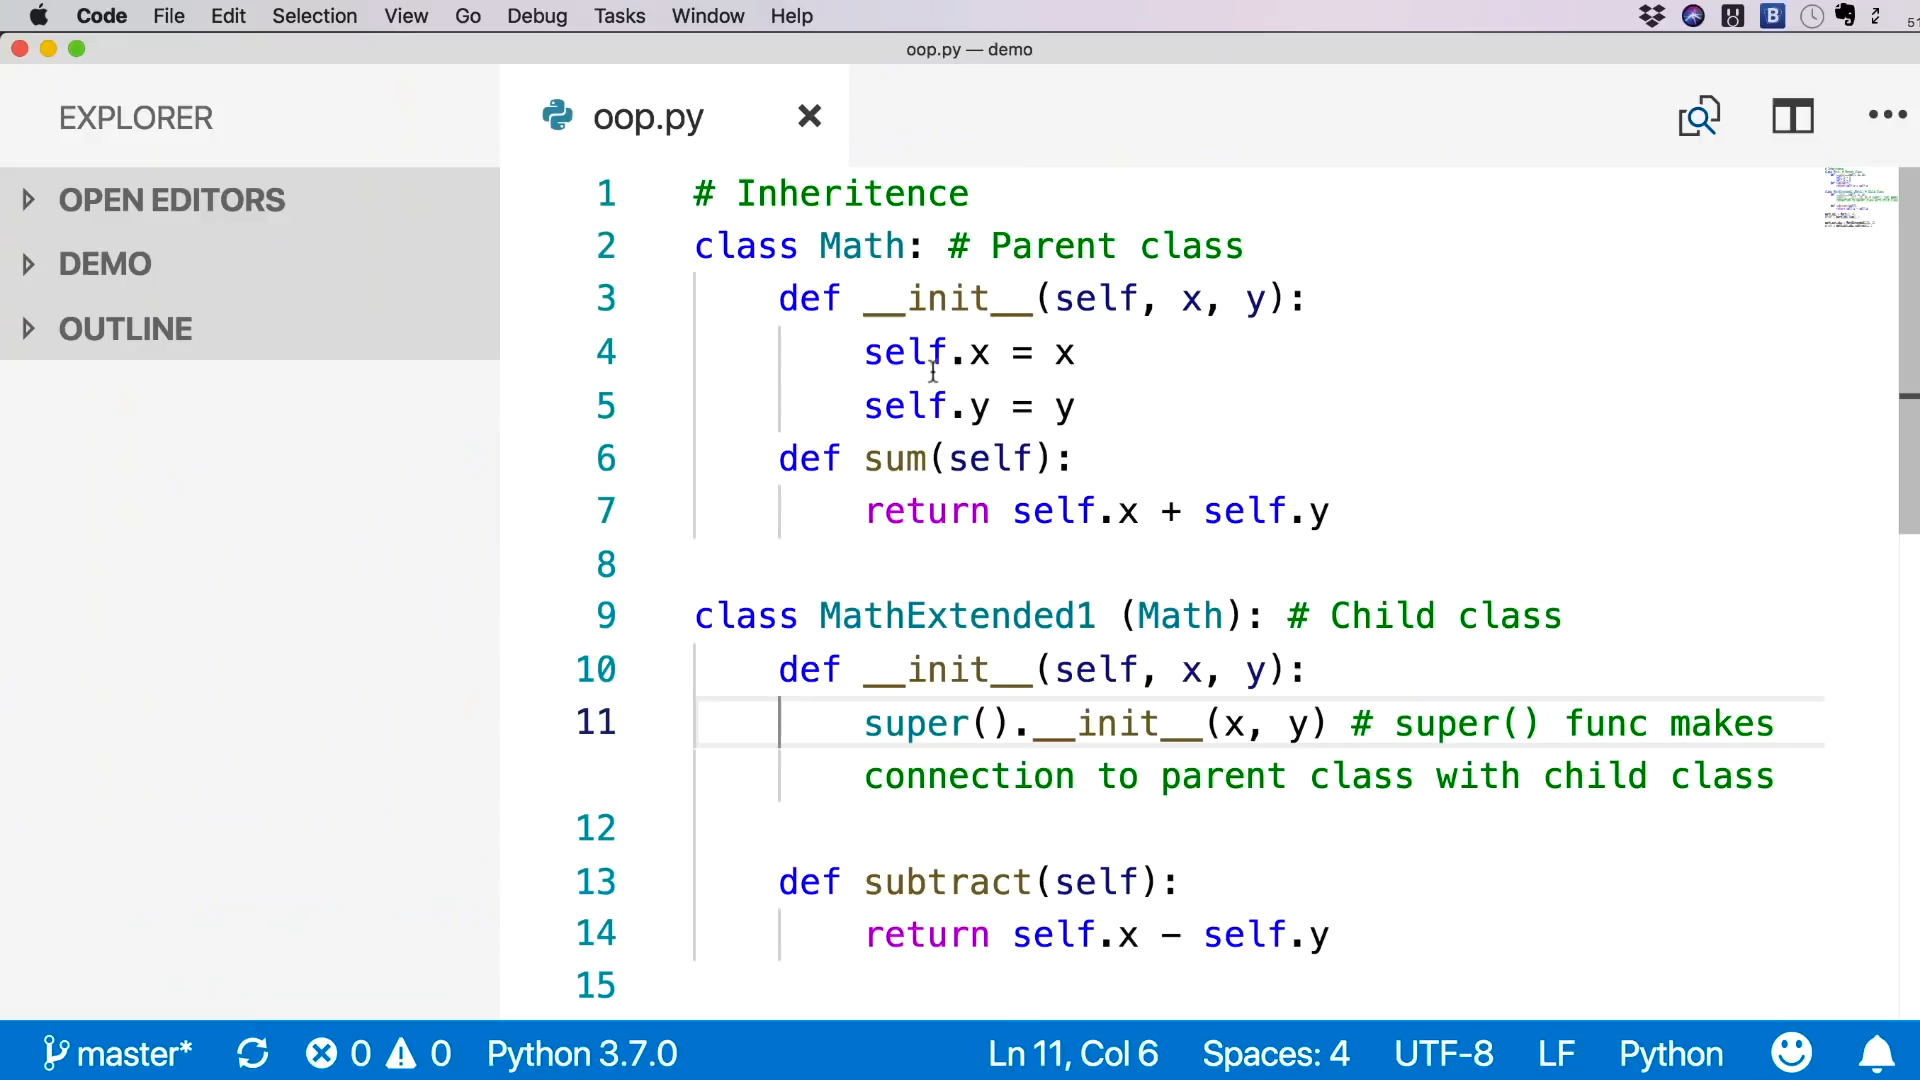 Code File Edit Selection View Go Debug Tasks Window Help
oop.py — demo
EXPLORER
OPEN EDITORS
DEMO
OUTLINE
oop.py
1 # Inheritence
2 class Math: # Parent class
3 def __init__(self, x, y):
4 self.x = x
5 self.y = y
6 def sum(self):
7 return self.x + self.y
8
9 class MathExtended1 (Math): # Child class
10 def __init__(self, x, y):
11 super().__init__(x, y) # super() func makes
connection to parent class with child class
12
13 def subtract(self):
14 return self.x - self.y
15
master* 0 0 Python 3.7.0 Ln 11, Col 6 Spaces: 4 UTF-8 LF Python